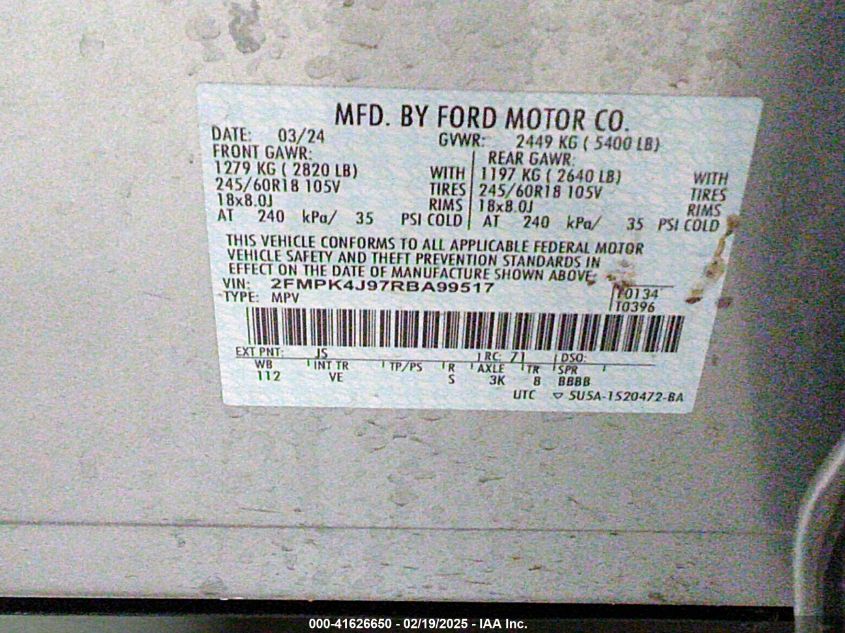 MFD. BY FORD MOTOR CO.
DATE: 03/24 GVWR: 2449 KG ( 5400 LB)
FRONT GAWR: REAR GAWR:
1279 KG ( 2820 LB) WITH 1197 KG ( 2640 LB) WITH
245/60R18 105V TIRES 245/60R18 105V TIRES
18x8.0J RIMS 18x8.0J RIMS
AT 240 kPa/ 35 PSI COLD AT 240 kPa/ 35 PSI COLD
THIS VEHICLE CONFORMS TO ALL APPLICABLE FEDERAL MOTOR
VEHICLE SAFETY AND THEFT PREVENTION STANDARDS IN
EFFECT ON THE DATE OF MANUFACTURE SHOWN ABOVE.
VIN: 2FMPK4J97RBA99517
TYPE: MPV T0134
T0396
EXT PNT: JS RC: 71 DSO:
WB INT TR TP/PS R AXLE TR SPR
112 VE S 3K 8 BBBB
UTC ▽ 5U5A-1520472-BA
000-41626650 - 02/19/2025 - IAA Inc.